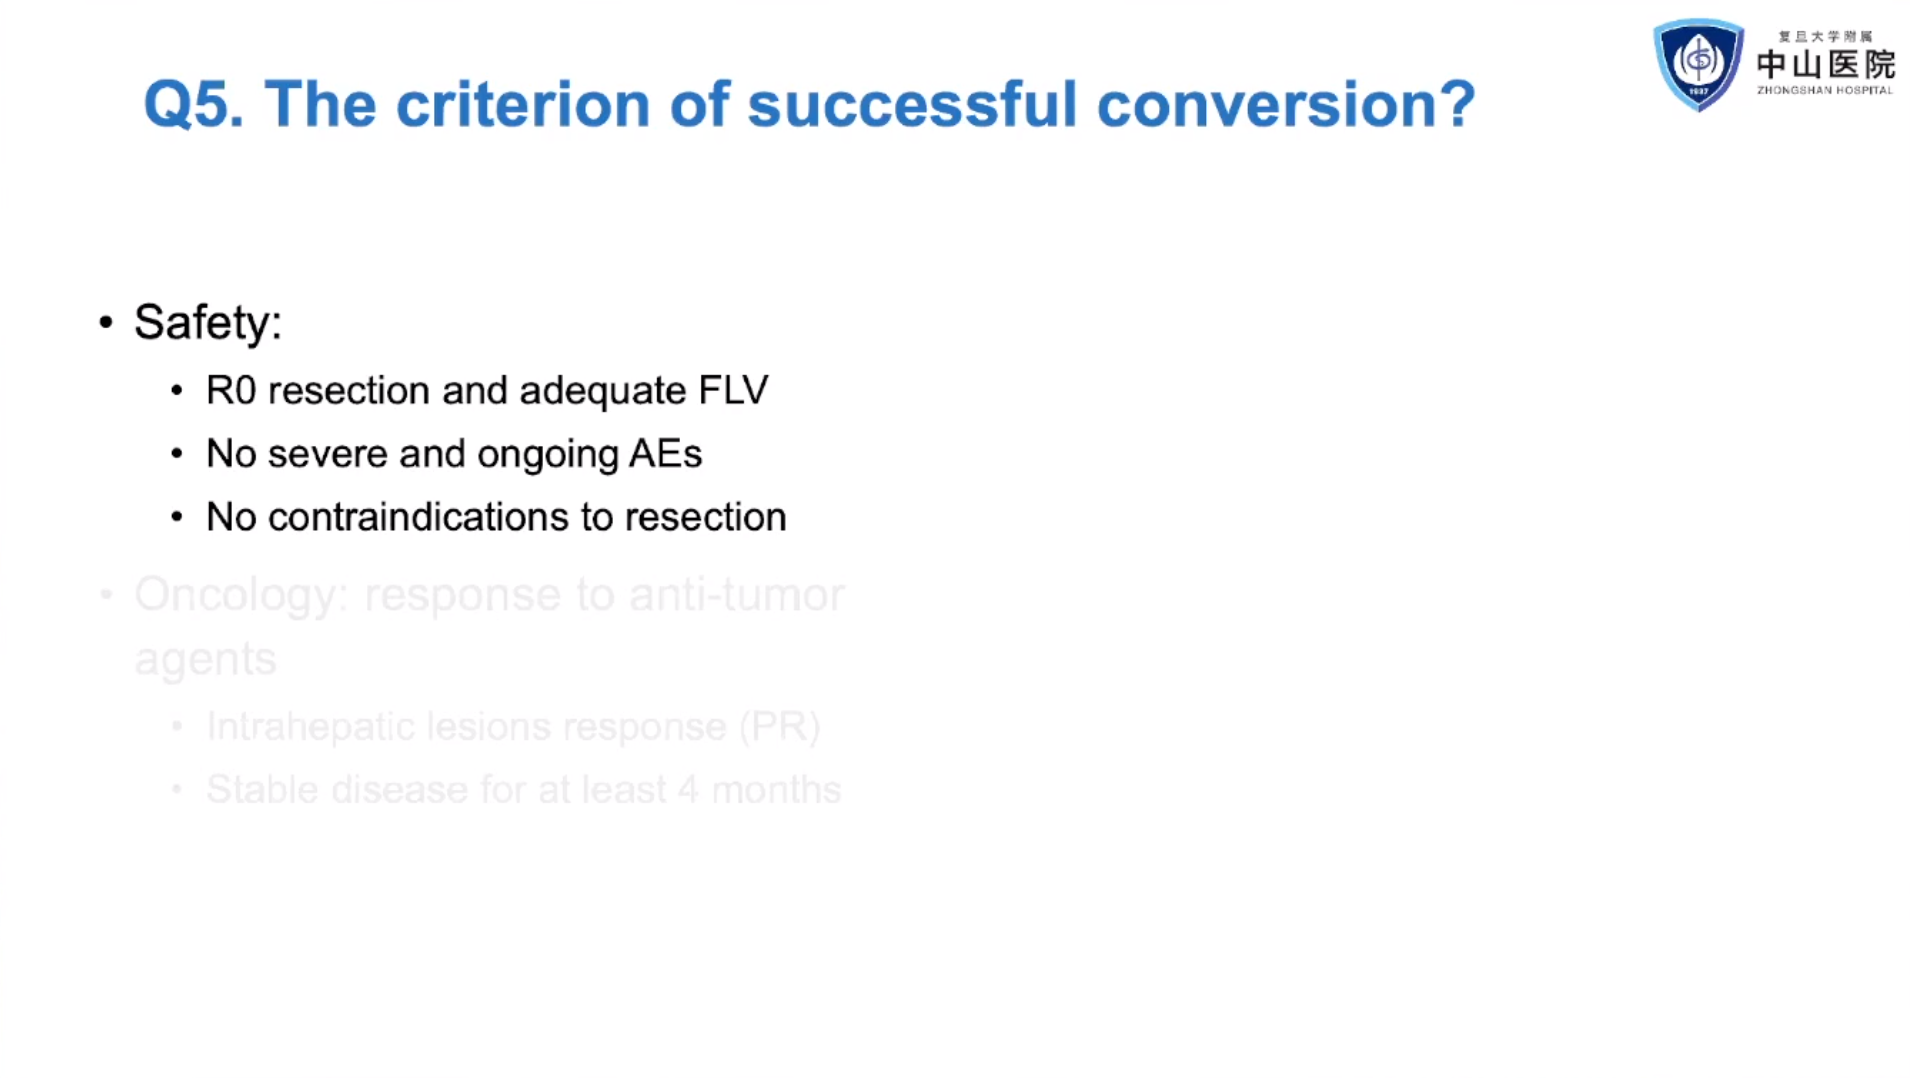 复旦大学附属
中山医院
ZHONGSHAN HOSPITAL
1937
Q5. The criterion of successful conversion?
• Safety:
• R0 resection and adequate FLV
• No severe and ongoing AEs
• No contraindications to resection
• Oncology: response to anti-tumor
agents
• Intrahepatic lesions response (PR)
• Stable disease for at least 4 months